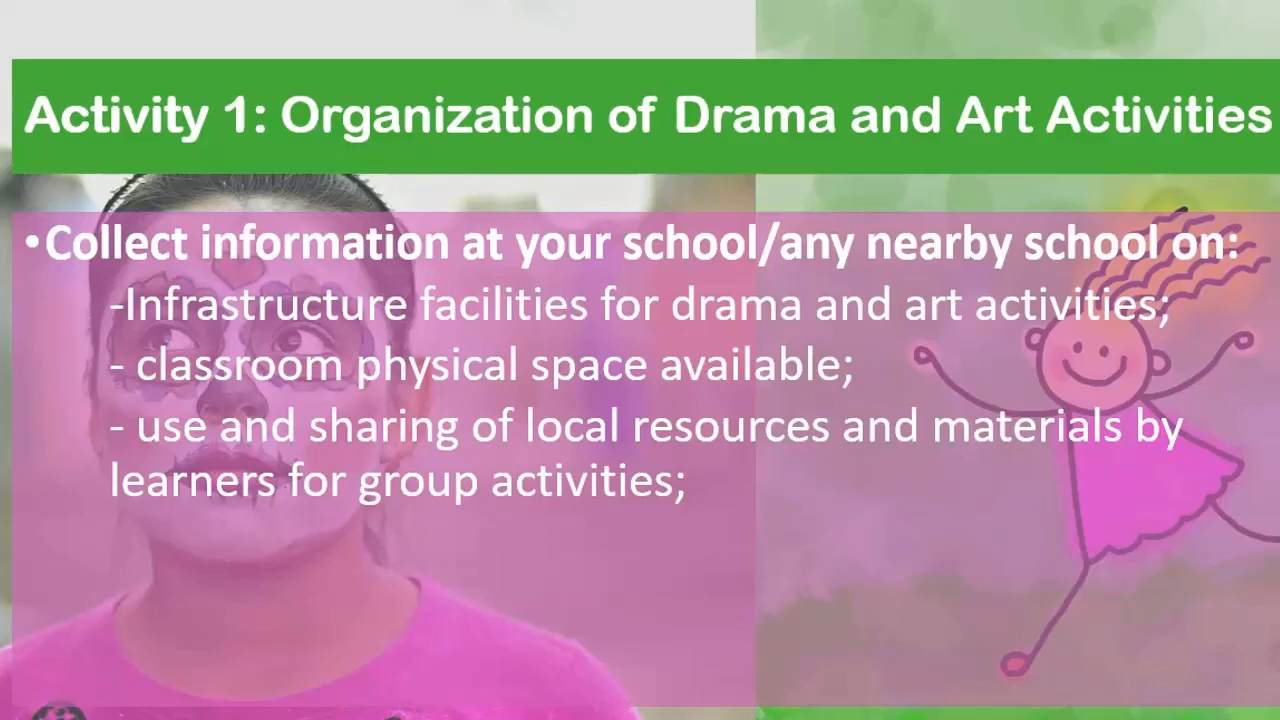 Activity 1: Organization of Drama and Art Activities
•Collect information at your school/any nearby school on:
-Infrastructure facilities for drama and art activities;
- classroom physical space available;
- use and sharing of local resources and materials by
learners for group activities;